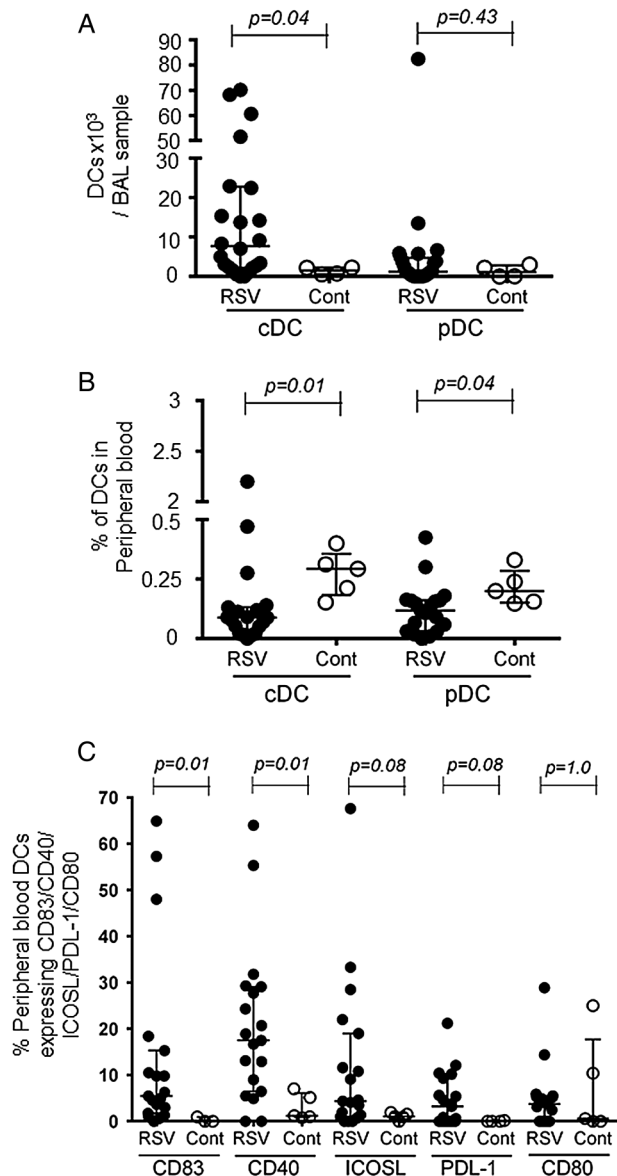 A
p=0.04 p=0.43
DCs x10³
/ BAL sample
90
80
70
60
50
30
20
10
0
RSV Cont RSV Cont
cDC pDC
B
p=0.01 p=0.04
% of DCs in
Peripheral blood
3
2.5
2
0.5
0.25
0
RSV Cont RSV Cont
cDC pDC
C
p=0.01 p=0.01 p=0.08 p=0.08 p=1.0
% Peripheral blood DCs
expressing CD83/CD40/
ICOSL/PDL-1/CD80
70
60
50
40
30
20
10
0
RSV Cont RSV Cont RSV Cont RSV Cont RSV Cont
CD83 CD40 ICOSL PDL-1 CD80